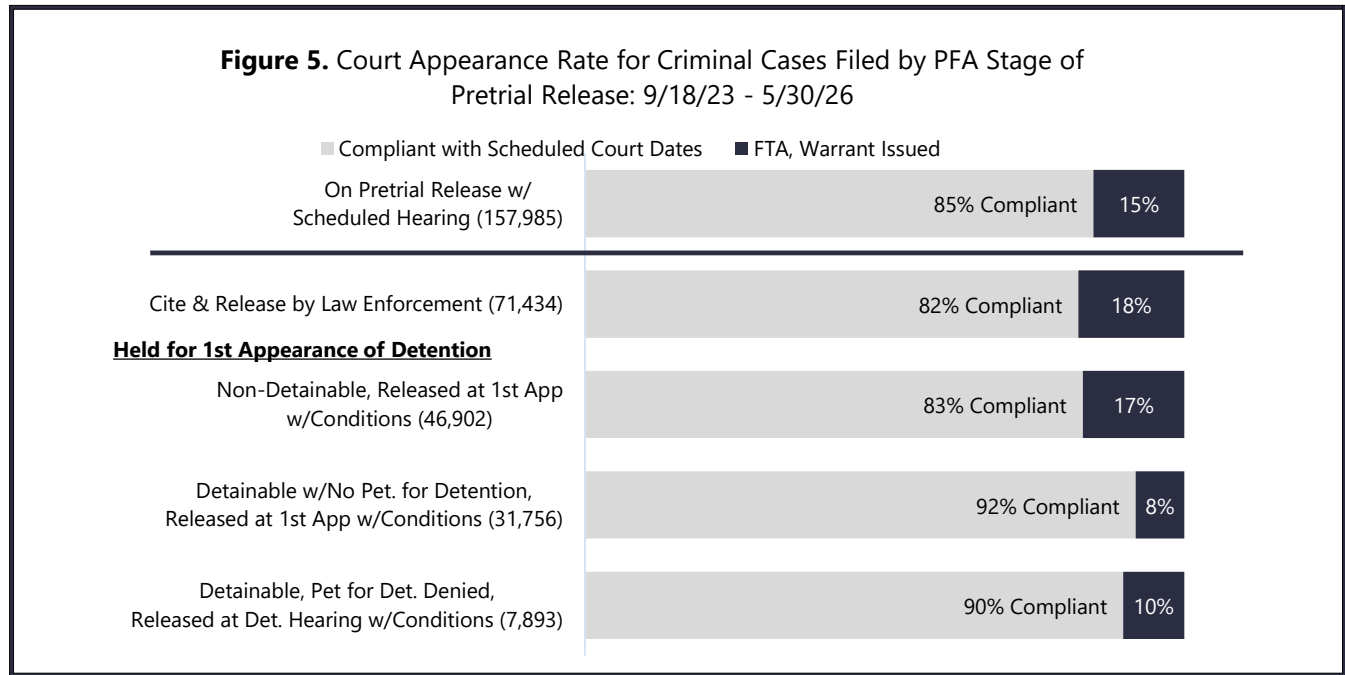 Figure 5. Court Appearance Rate for Criminal Cases Filed by PFA Stage of
Pretrial Release: 9/18/23 - 5/30/26
Compliant with Scheduled Court Dates FTA, Warrant Issued
On Pretrial Release w/
Scheduled Hearing (157,985)
85% Compliant 15%
Cite & Release by Law Enforcement (71,434)
82% Compliant 18%
Held for 1st Appearance of Detention
Non-Detainable, Released at 1st App
w/Conditions (46,902)
83% Compliant 17%
Detainable w/No Pet. for Detention,
Released at 1st App w/Conditions (31,756)
92% Compliant 8%
Detainable, Pet for Det. Denied,
Released at Det. Hearing w/Conditions (7,893)
90% Compliant 10%